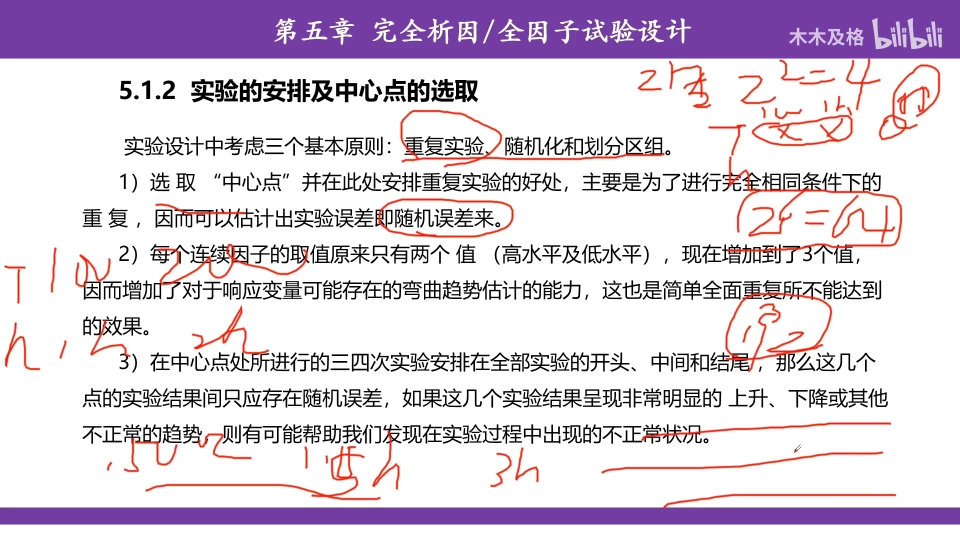 第五章 完全析因/全因子试验设计
木木及格 bilibili
5.1.2 实验的安排及中心点的选取
2²=4
实验设计中考虑三个基本原则：重复实验、随机化和划分区组。
1）选 取 “中心点”并在此处安排重复实验的好处，主要是为了进行完全相同条件下的
重 复 ，因而可以估计出实验误差即随机误差来。
2）每个连续因子的取值原来只有两个 值 （高水平及低水平），现在增加到了3个值，
T
因而增加了对于响应变量可能存在的弯曲趋势估计的能力，这也是简单全面重复所不能达到
的效果。
h 1h 2h
3）在中心点处所进行的三四次实验安排在全部实验的开头、中间和结尾 ，那么这几个
点的实验结果间只应存在随机误差，如果这几个实验结果呈现非常明显的 上升、下降或其他
不正常的趋势，则有可能帮助我们发现在实验过程中出现的不正常状况。
3h